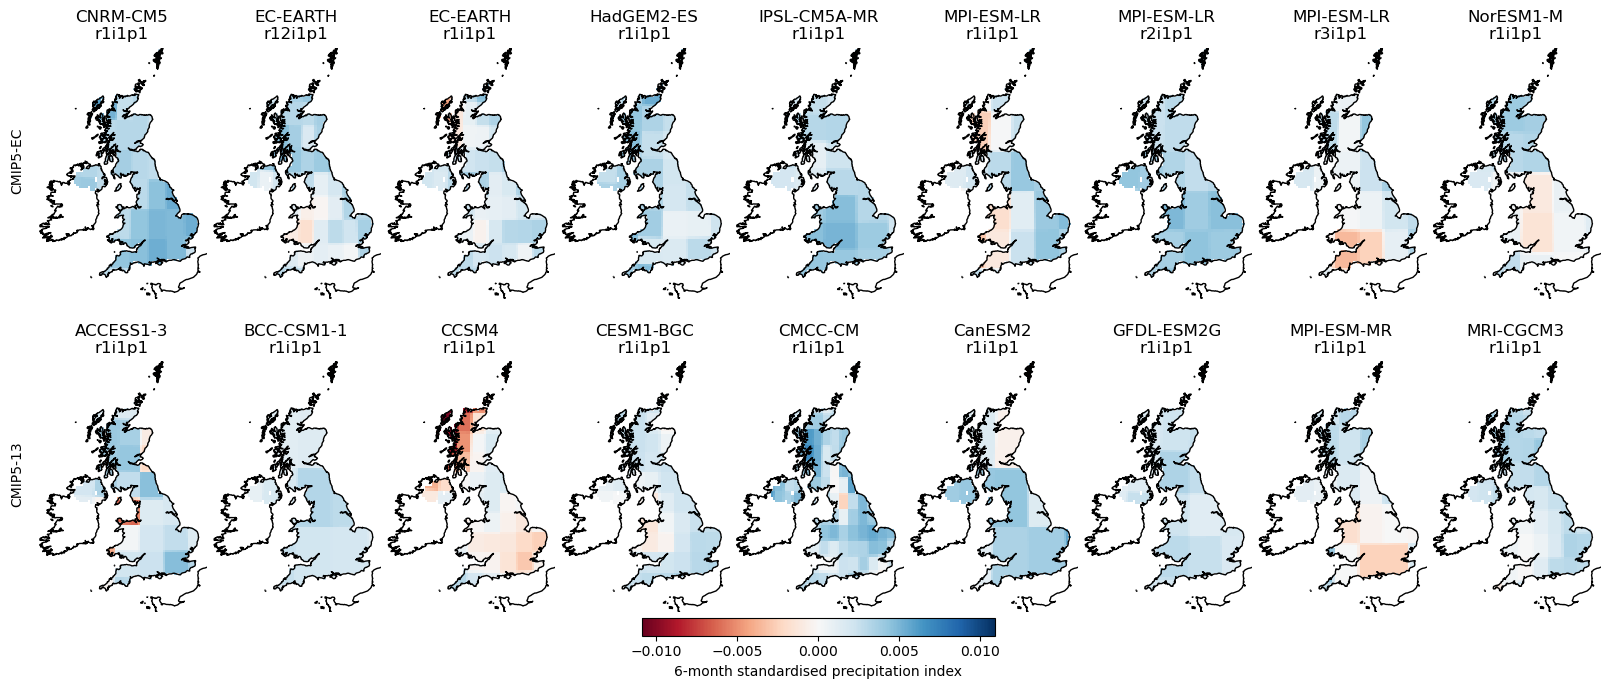 CNRM-CM5 EC-EARTH EC-EARTH HadGEM2-ES IPSL-CM5A-MR MPI-ESM-LR MPI-ESM-LR MPI-ESM-LR NorESM1-M
r1i1p1 r12i1p1 r1i1p1 r1i1p1 r1i1p1 r1i1p1 r2i1p1 r3i1p1 r1i1p1
CMIP5-EC
ACCESS1-3 BCC-CSM1-1 CCSM4 CESM1-BGC CMCC-CM CanESM2 GFDL-ESM2G MPI-ESM-MR MRI-CGCM3
r1i1p1 r1i1p1 r1i1p1 r1i1p1 r1i1p1 r1i1p1 r1i1p1 r1i1p1 r1i1p1
CMIP5-13
−0.010 −0.005 0.000 0.005 0.010
6-month standardised precipitation index